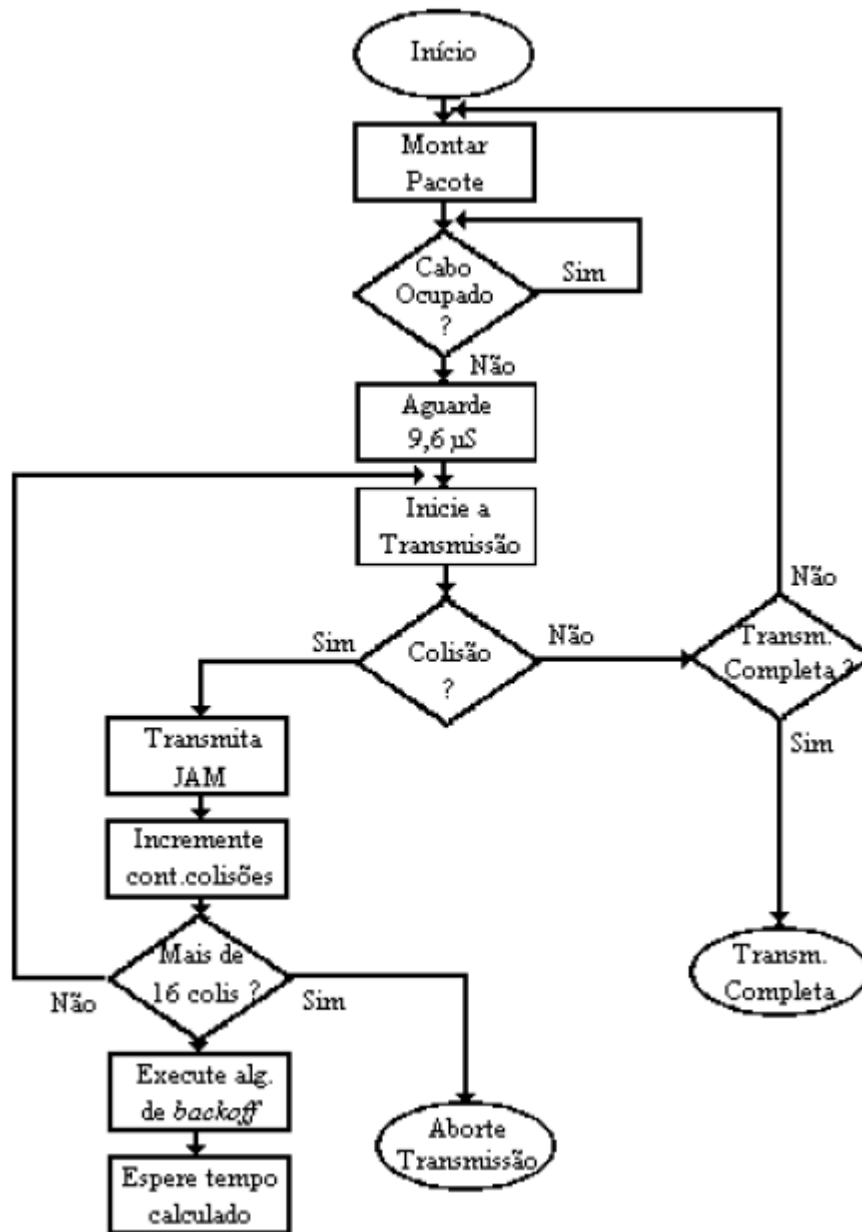 Início
Montar
Pacote
Cabo
Ocupado
?
Sim
Não
Aguarde
9,6 µS
Inicie a
Transmissão
Não
Sim
Colisão
?
Não
Transm.
Completa ?
Sim
Transmita
JAM
Incremente
cont.colisões
Mais de
16 colis ?
Não
Sim
Transm.
Completa
Execute alg.
de backoff
Aborte
Transmissão
Espere tempo
calculado